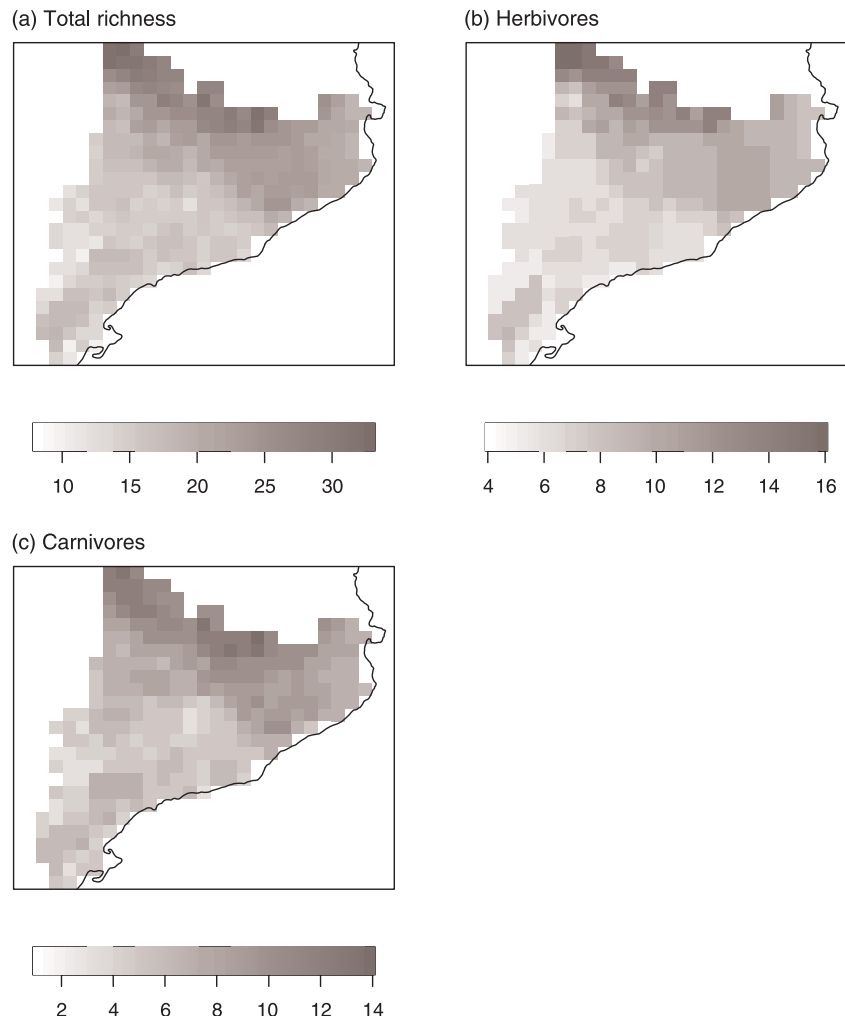 (a) Total richness
(b) Herbivores
10 15 20 25 30
4 6 8 10 12 14 16
(c) Carnivores
2 4 6 8 10 12 14